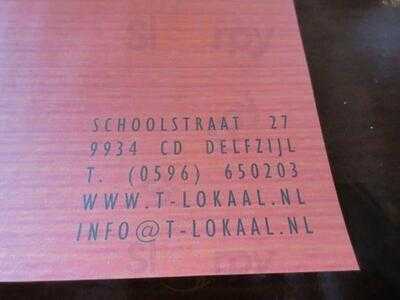 SCHOOLSTRAAT 27
9934 CD DELFZIJL
T. (0596) 650203
WWW.T-LOKAAL.NL
INFO@T-LOKAAL.NL